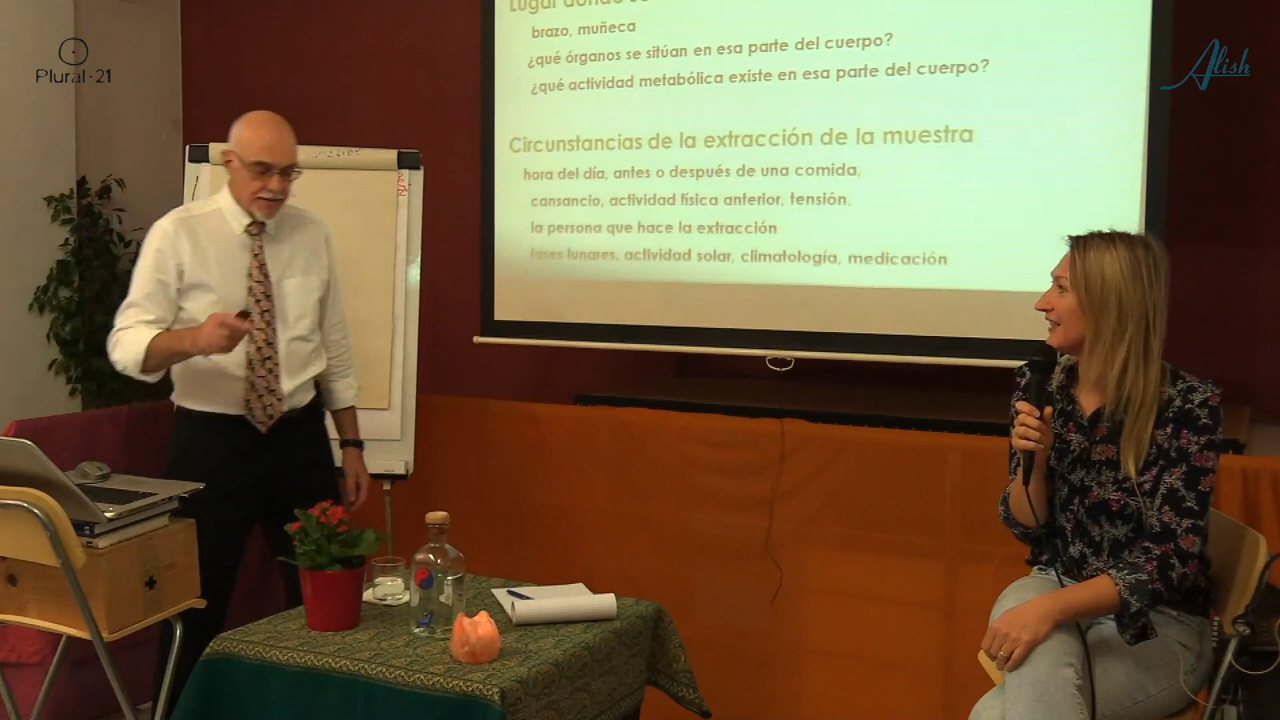 Plural-21
Alish
Lugar donde
brazo, muñeca
¿qué órganos se sitúan en esa parte del cuerpo?
¿qué actividad metabólica existe en esa parte del cuerpo?
Circunstancias de la extracción de la muestra
hora del día, antes o después de una comida,
cansancio, actividad física anterior, tensión,
la persona que hace la extracción
fases lunares, actividad solar, climatología, medicación